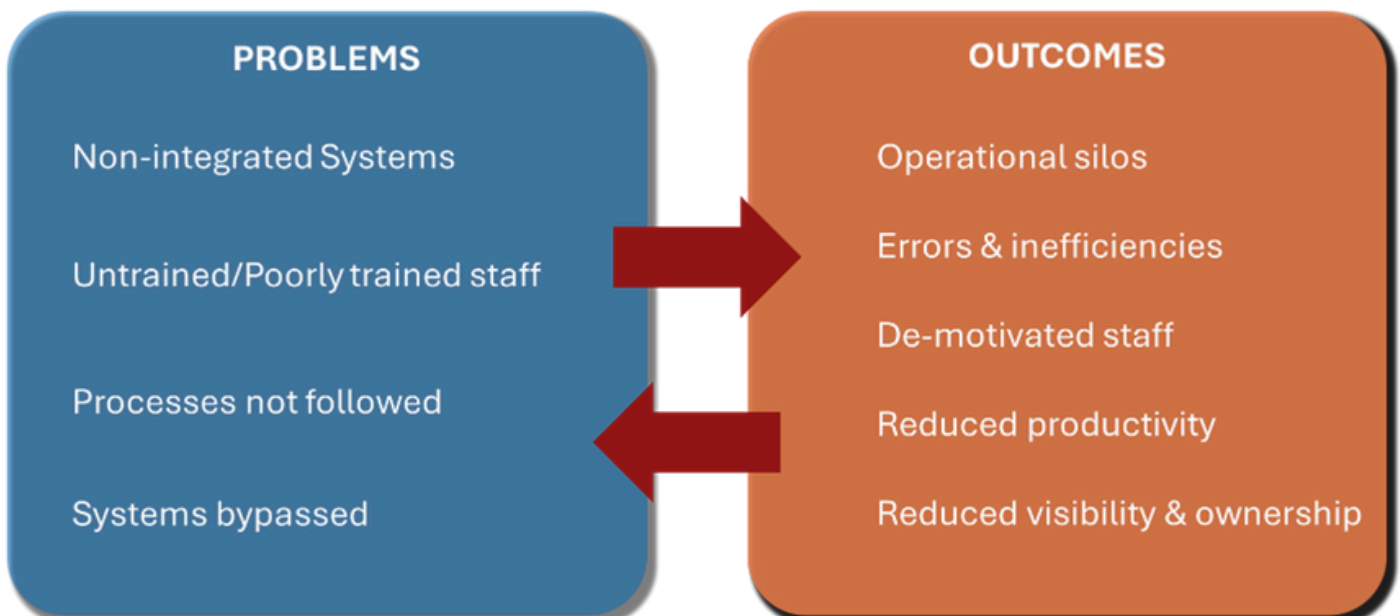 PROBLEMS
Non-integrated Systems
Untrained/Poorly trained staff
Processes not followed
Systems bypassed
OUTCOMES
Operational silos
Errors & inefficiencies
De-motivated staff
Reduced productivity
Reduced visibility & ownership